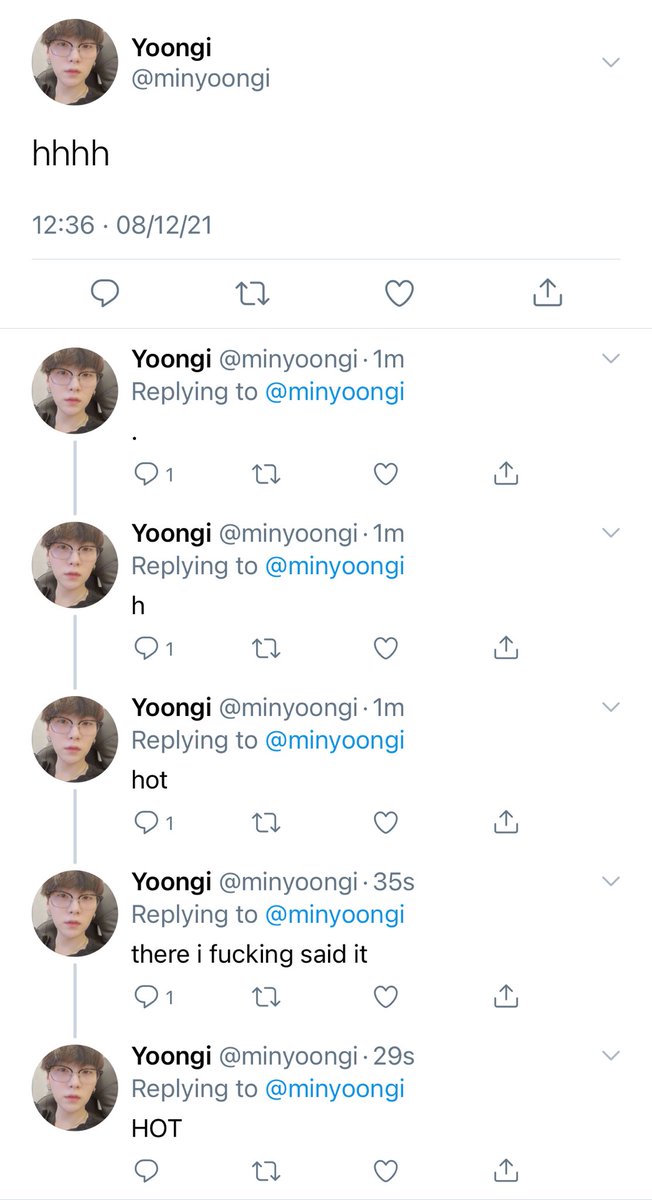 Yoongi
@minyoongi
hhhh
12:36 · 08/12/21
Yoongi @minyoongi · 1m
Replying to @minyoongi
.
1
Yoongi @minyoongi · 1m
Replying to @minyoongi
h
1
Yoongi @minyoongi · 1m
Replying to @minyoongi
hot
1
Yoongi @minyoongi · 35s
Replying to @minyoongi
there i fucking said it
1
Yoongi @minyoongi · 29s
Replying to @minyoongi
HOT